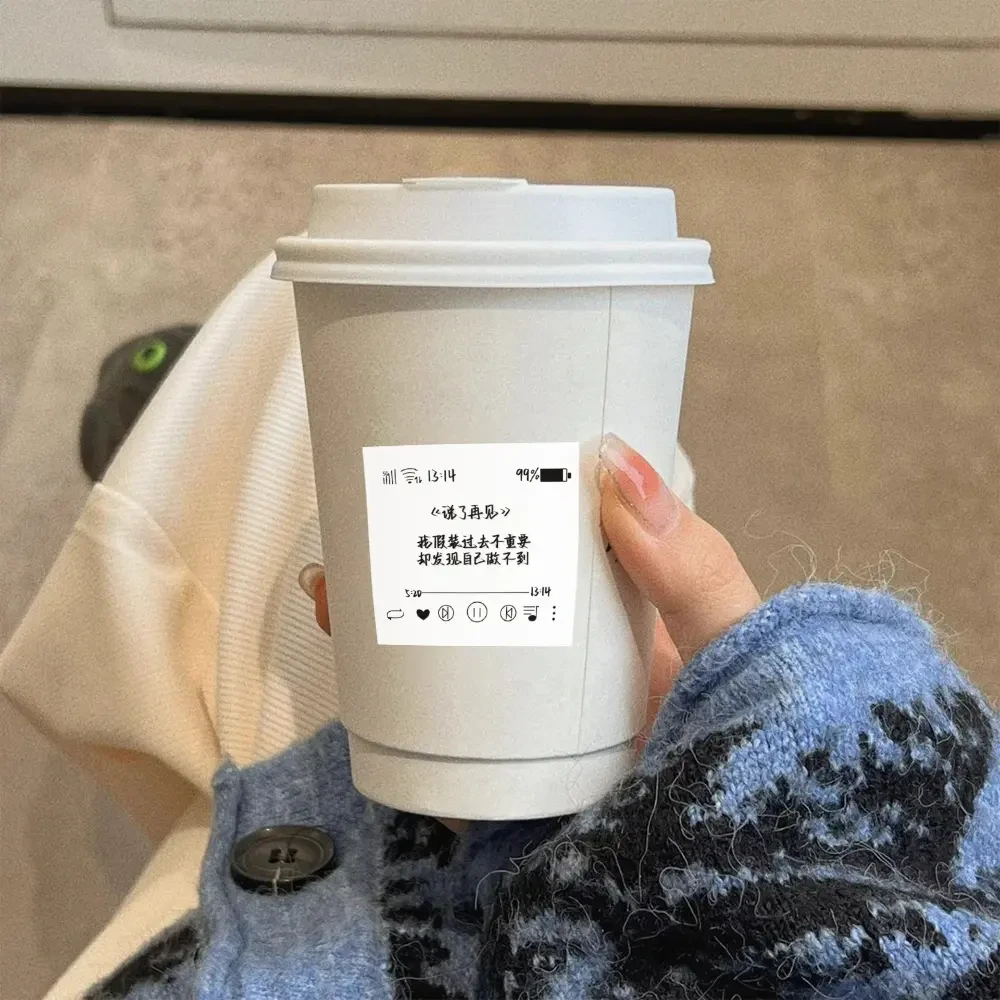 5G 13:14 99%
《说了再见》
我假装过去不重要
却发现自己做不到
5:20 13:14